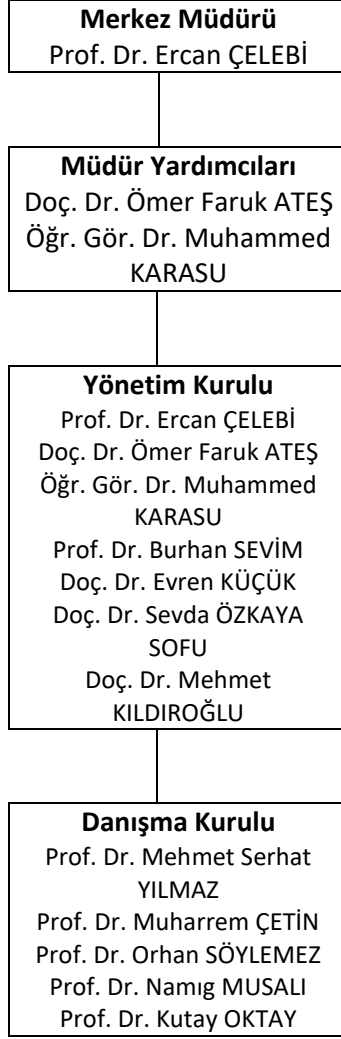 Merkez Müdürü
Prof. Dr. Ercan ÇELEBİ
Müdür Yardımcıları
Doç. Dr. Ömer Faruk ATEŞ
Öğr. Gör. Dr. Muhammed
KARASU
Yönetim Kurulu
Prof. Dr. Ercan ÇELEBİ
Doç. Dr. Ömer Faruk ATEŞ
Öğr. Gör. Dr. Muhammed
KARASU
Prof. Dr. Burhan SEVİM
Doç. Dr. Evren KÜÇÜK
Doç. Dr. Sevda ÖZKAYA
SOFU
Doç. Dr. Mehmet
KILDIROĞLU
Danışma Kurulu
Prof. Dr. Mehmet Serhat
YILMAZ
Prof. Dr. Muharrem ÇETİN
Prof. Dr. Orhan SÖYLEMEZ
Prof. Dr. Namıg MUSALI
Prof. Dr. Kutay OKTAY